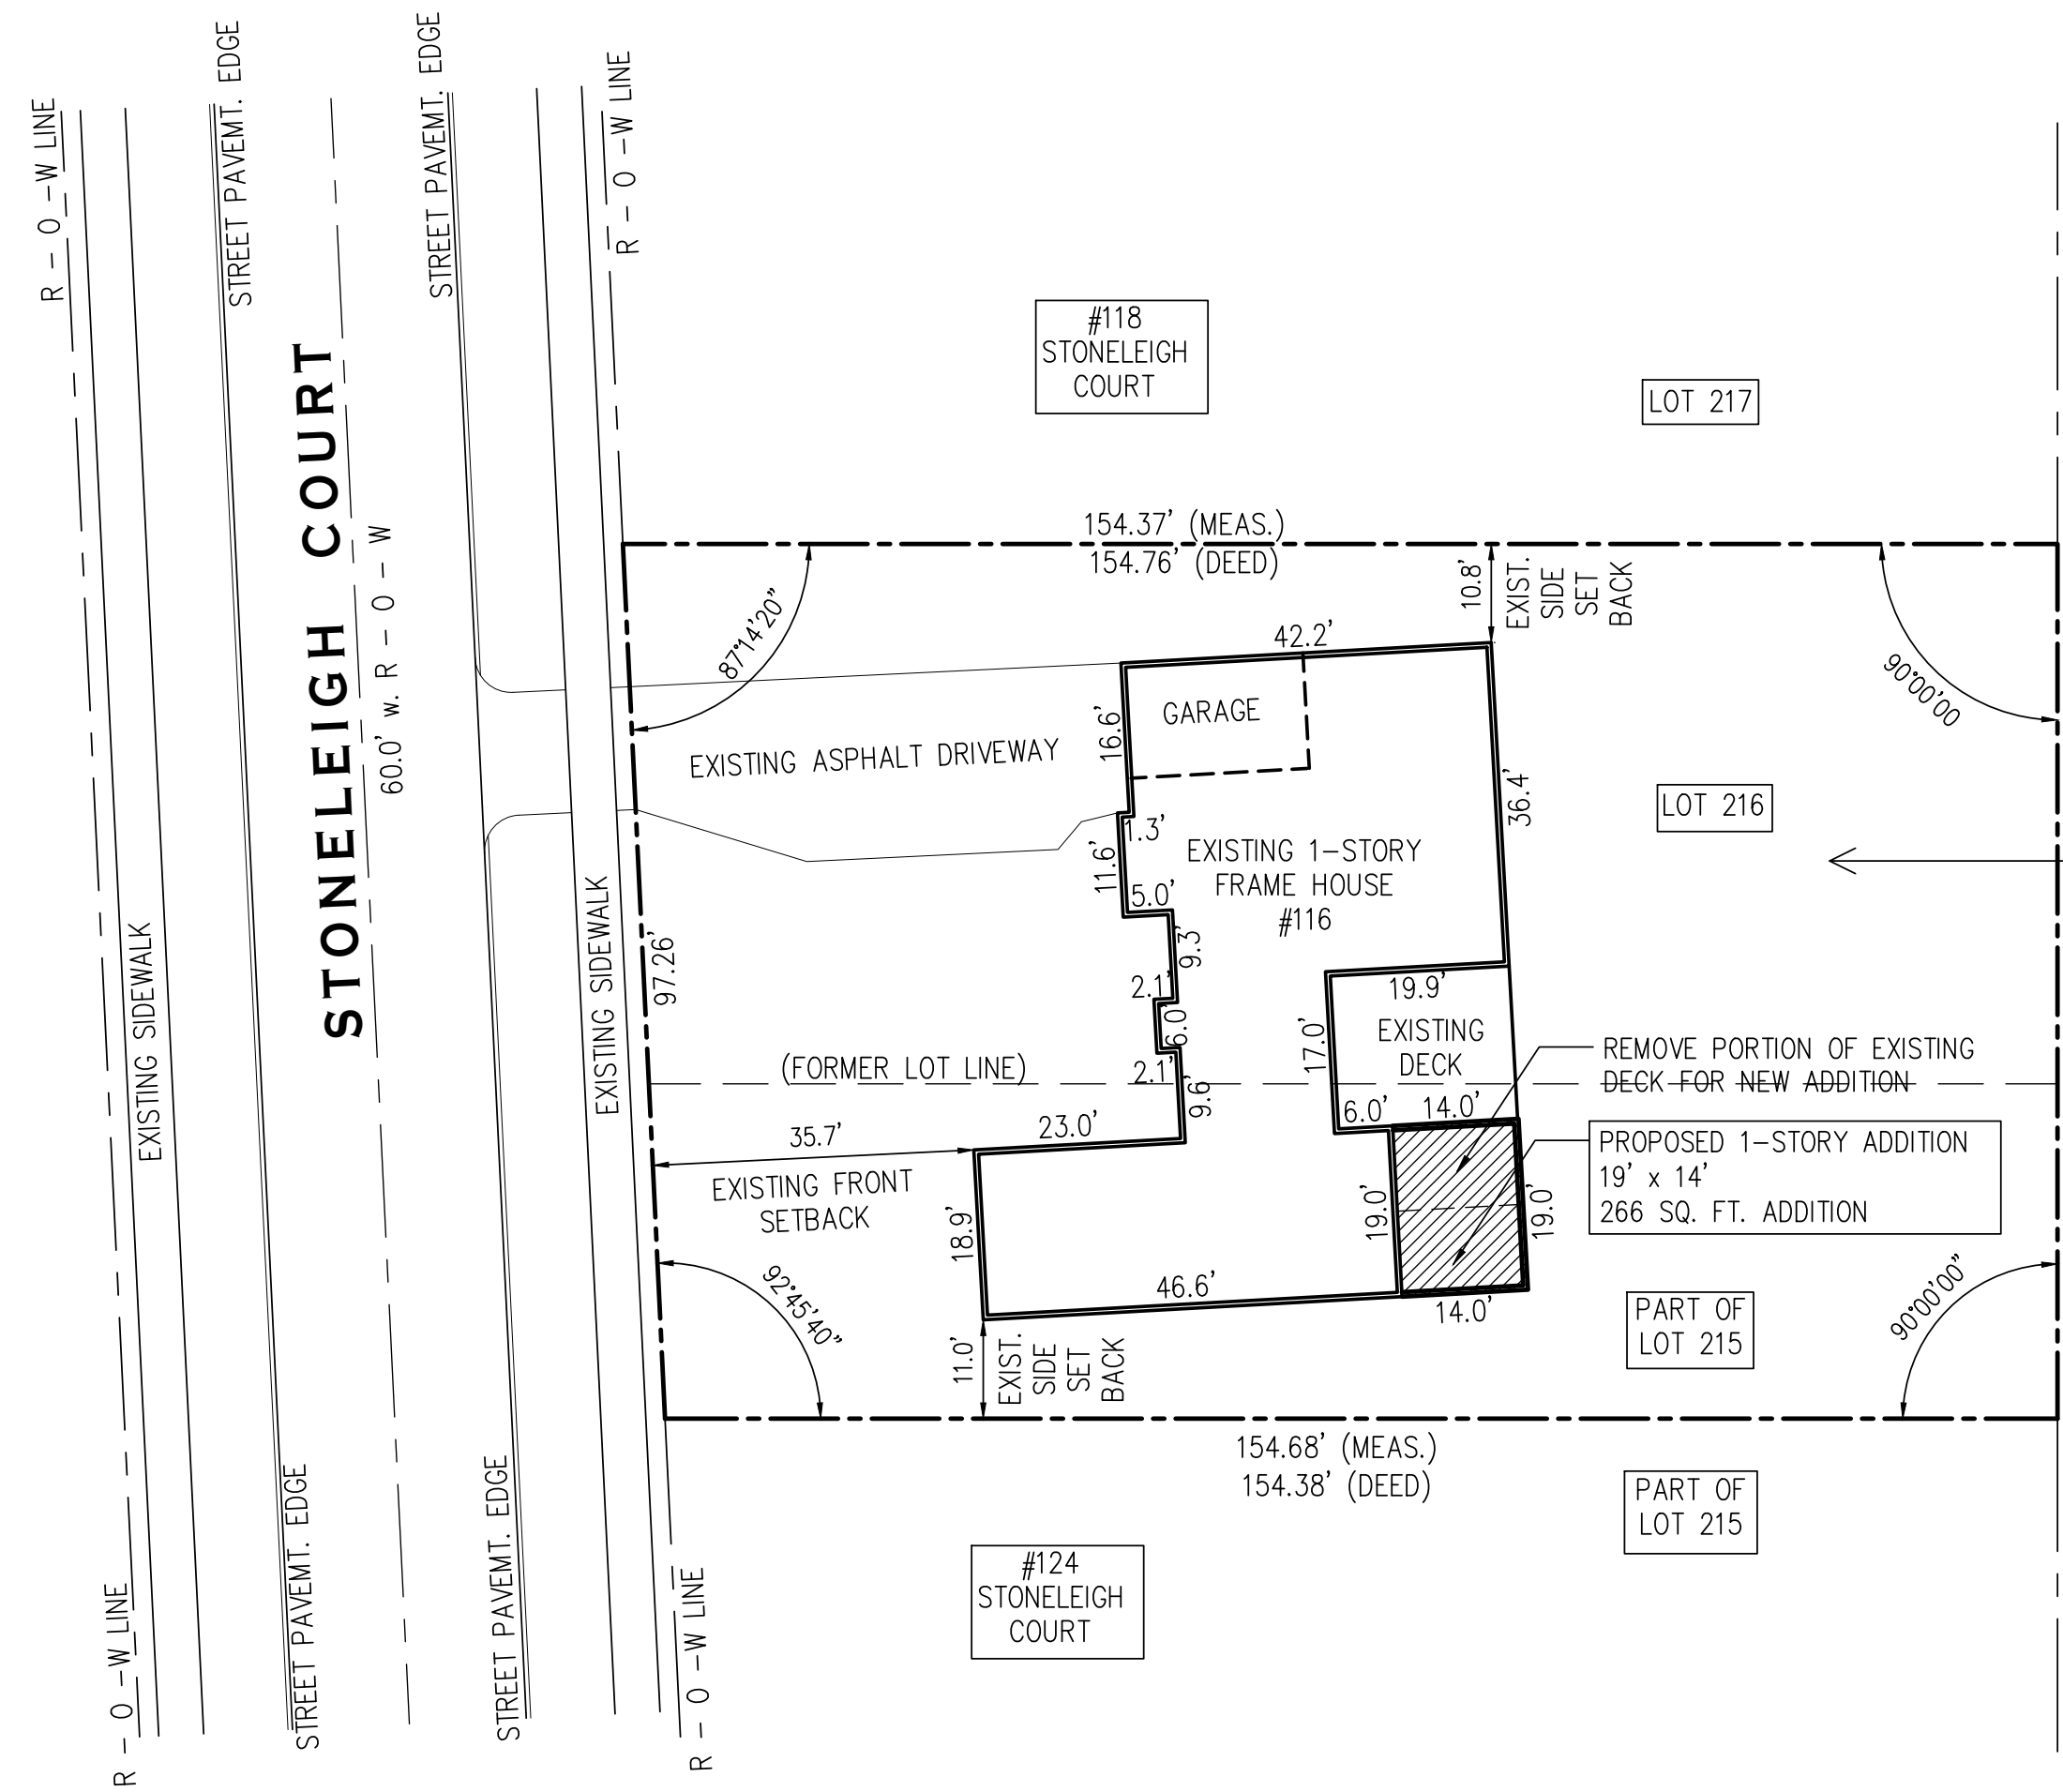 R - O - W LINE
STREET PAVEMT. EDGE
STREET PAVEMT. EDGE
R - O - W LINE
STONELEIGH COURT
60.0' w. R - O - W
EXISTING SIDEWALK
EXISTING SIDEWALK
#118
STONELEIGH
COURT
LOT 217
154.37' (MEAS.)
154.76' (DEED)
87°14'20"
10.8'
EXIST.
SIDE
SET
BACK
90°00'00
42.2'
GARAGE
16.6'
EXISTING ASPHALT DRIVEWAY
36.4'
LOT 216
1.3'
11.6'
EXISTING 1-STORY
FRAME HOUSE
#116
5.0'
9.3'
97.26'
2.1'
6.0'
2.1'
9.6'
19.9'
17.0'
EXISTING
DECK
(FORMER LOT LINE)
REMOVE PORTION OF EXISTING
DECK FOR NEW ADDITION
6.0'
14.0'
23.0'
35.7'
EXISTING FRONT
SETBACK
PROPOSED 1-STORY ADDITION
19' x 14'
266 SQ. FT. ADDITION
18.9'
19.0'
19.0'
46.6'
14.0'
92°45'40"
90°00'00"
11.0'
EXIST.
SIDE
SET
BACK
PART OF
LOT 215
154.68' (MEAS.)
154.38' (DEED)
PART OF
LOT 215
#124
STONELEIGH
COURT
R - O - W LINE
STREET PAVEMT. EDGE
STREET PAVEMT. EDGE
R - O - W LINE